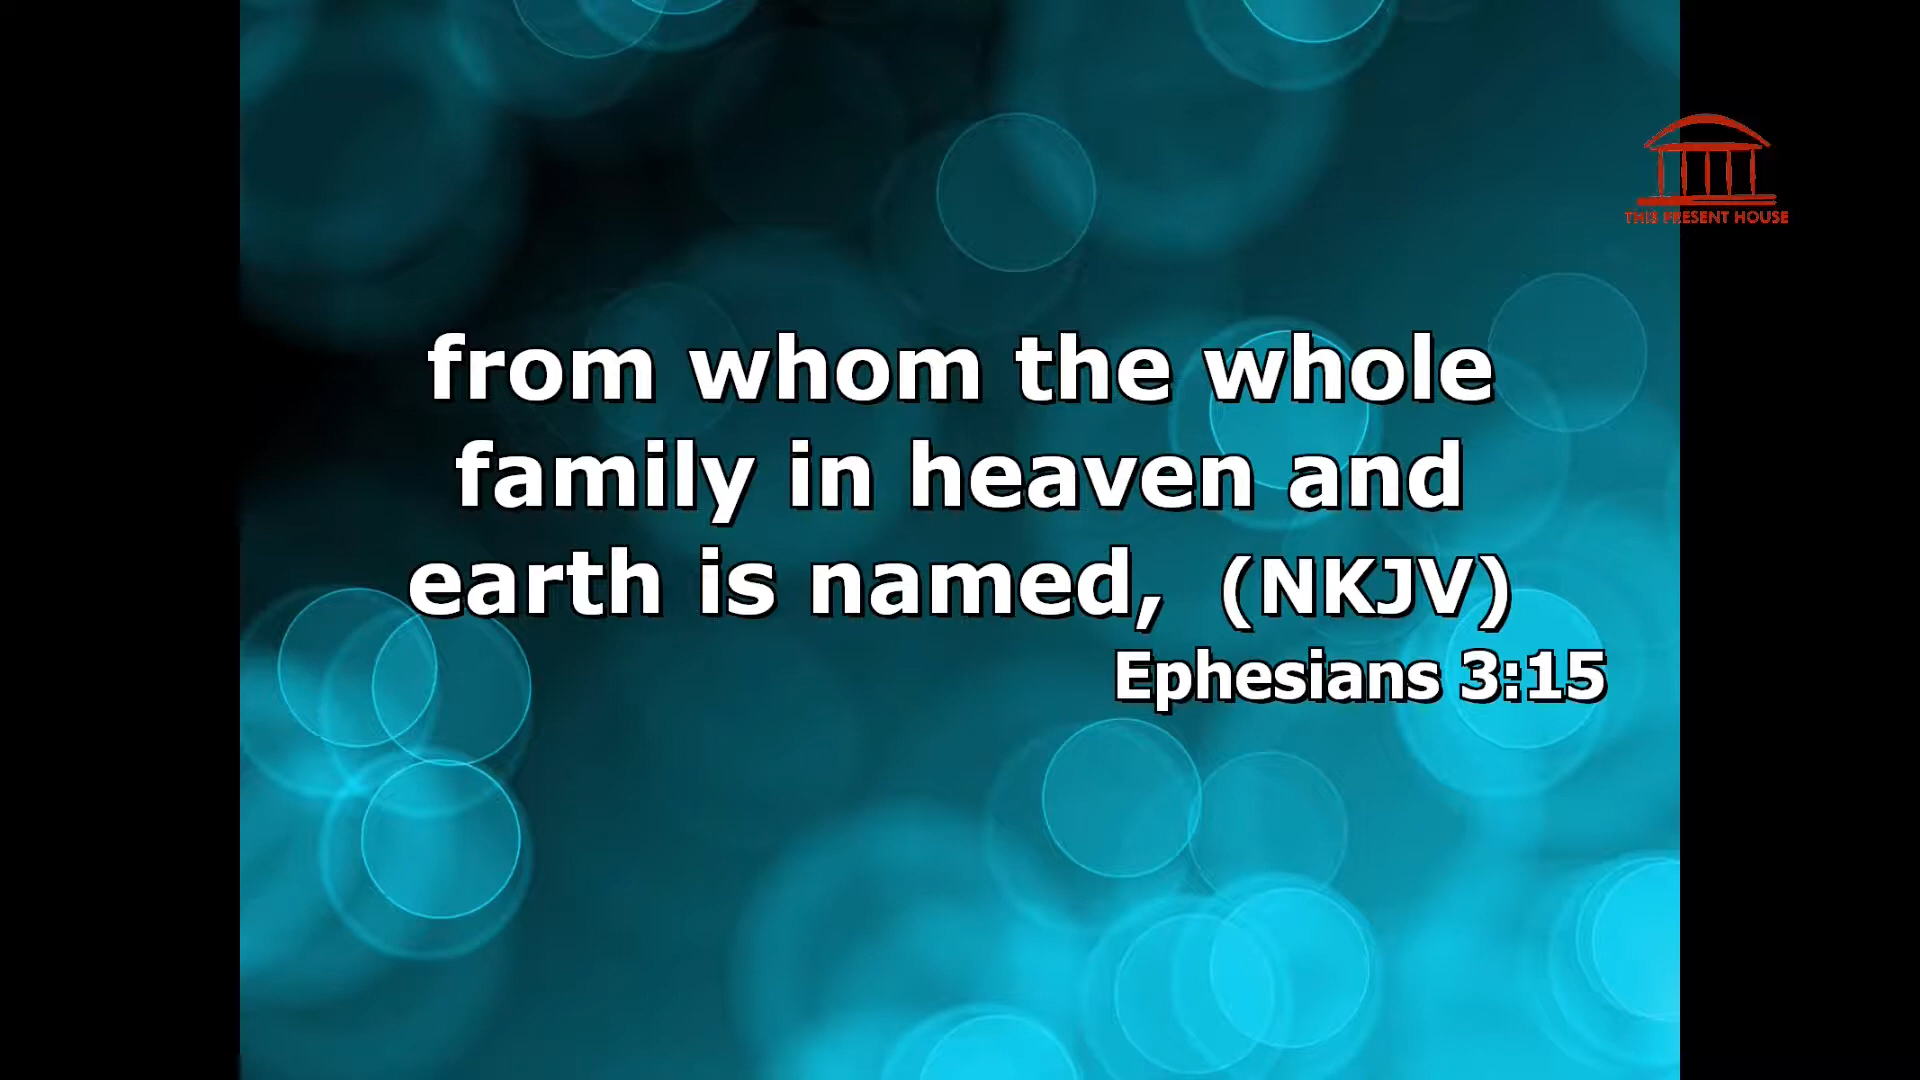 THIS PRESENT HOUSE
from whom the whole
family in heaven and
earth is named, (NKJV)
Ephesians 3:15